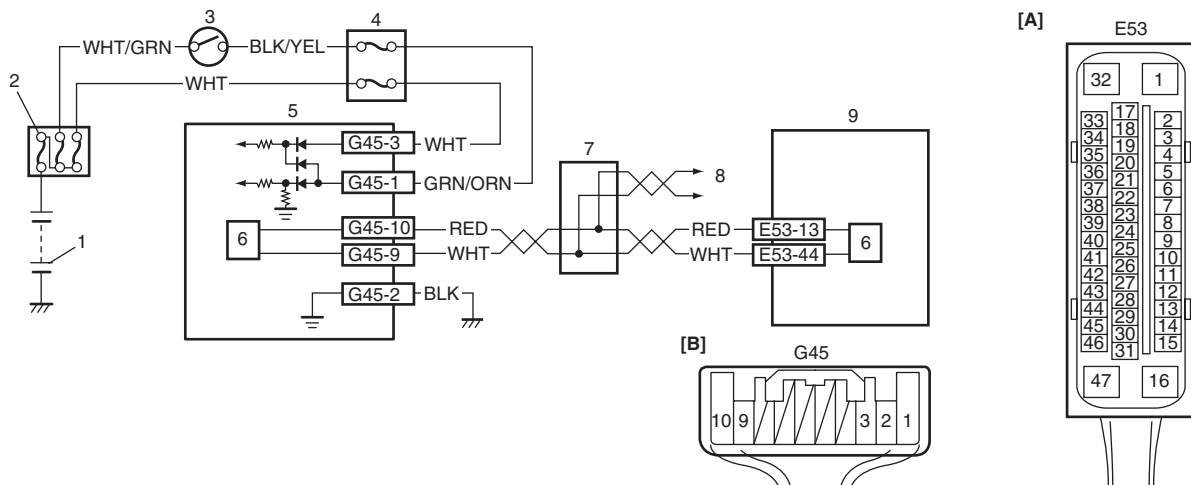 [A]
E53
3
4
WHT/GRN
BLK/YEL
2
WHT
5
9
G45-3 WHT
7
G45-1 GRN/ORN
8
6
G45-10 RED
RED E53-13
6
G45-9 WHT
WHT E53-44
1
G45-2 BLK
[B]
G45
10 9 3 2 1
32 1
33 17 2
34 18 3
35 19 4
36 20 5
37 21 6
38 22 7
39 23 8
40 24 9
41 25 10
42 26 11
43 27 12
44 28 13
45 29 14
46 30 15
31
47 16